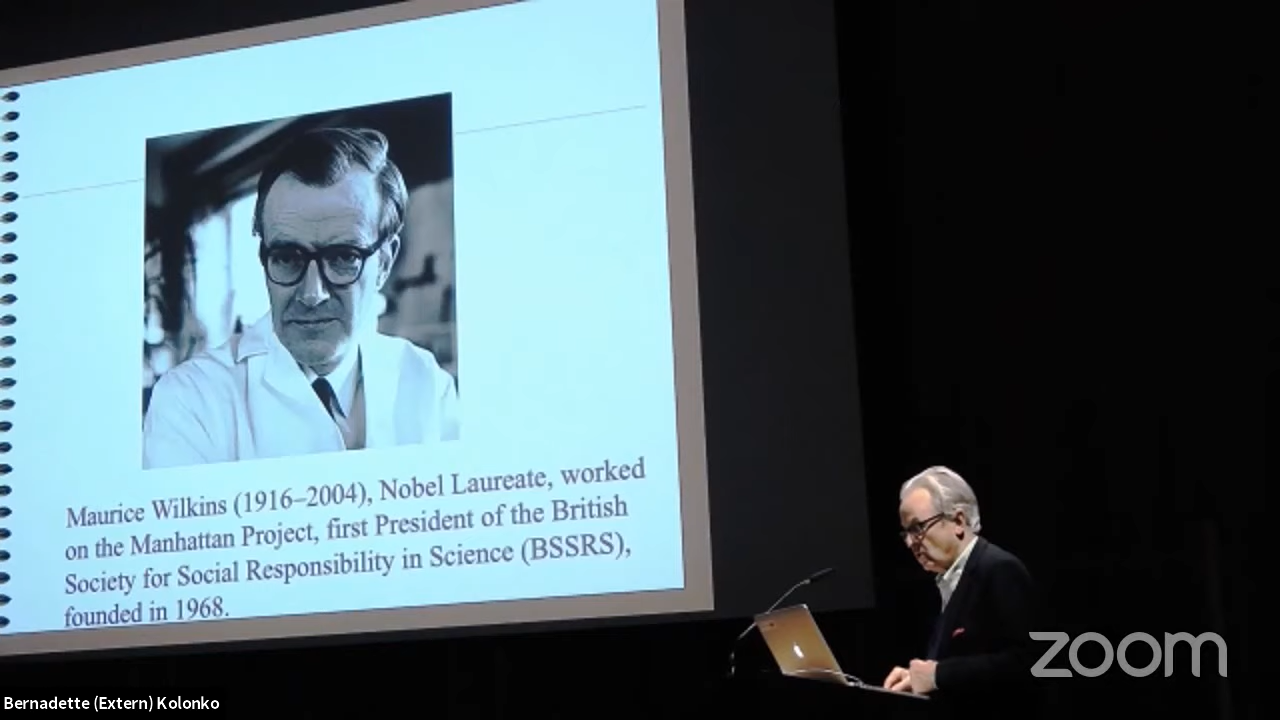 Maurice Wilkins (1916–2004), Nobel Laureate, worked
on the Manhattan Project, first President of the British
Society for Social Responsibility in Science (BSSRS),
founded in 1968.
zoom
Bernadette (Extern) Kolonko